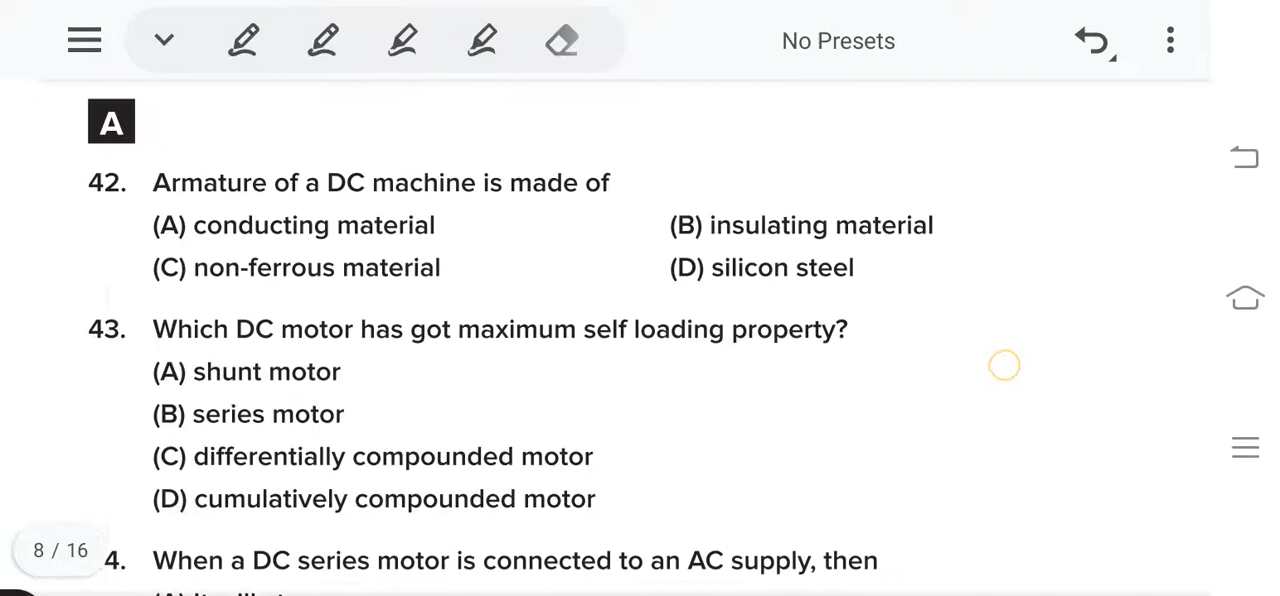 No Presets
A
42. Armature of a DC machine is made of
(A) conducting material (B) insulating material
(C) non-ferrous material (D) silicon steel
43. Which DC motor has got maximum self loading property?
(A) shunt motor
(B) series motor
(C) differentially compounded motor
(D) cumulatively compounded motor
8 / 16
4. When a DC series motor is connected to an AC supply, then